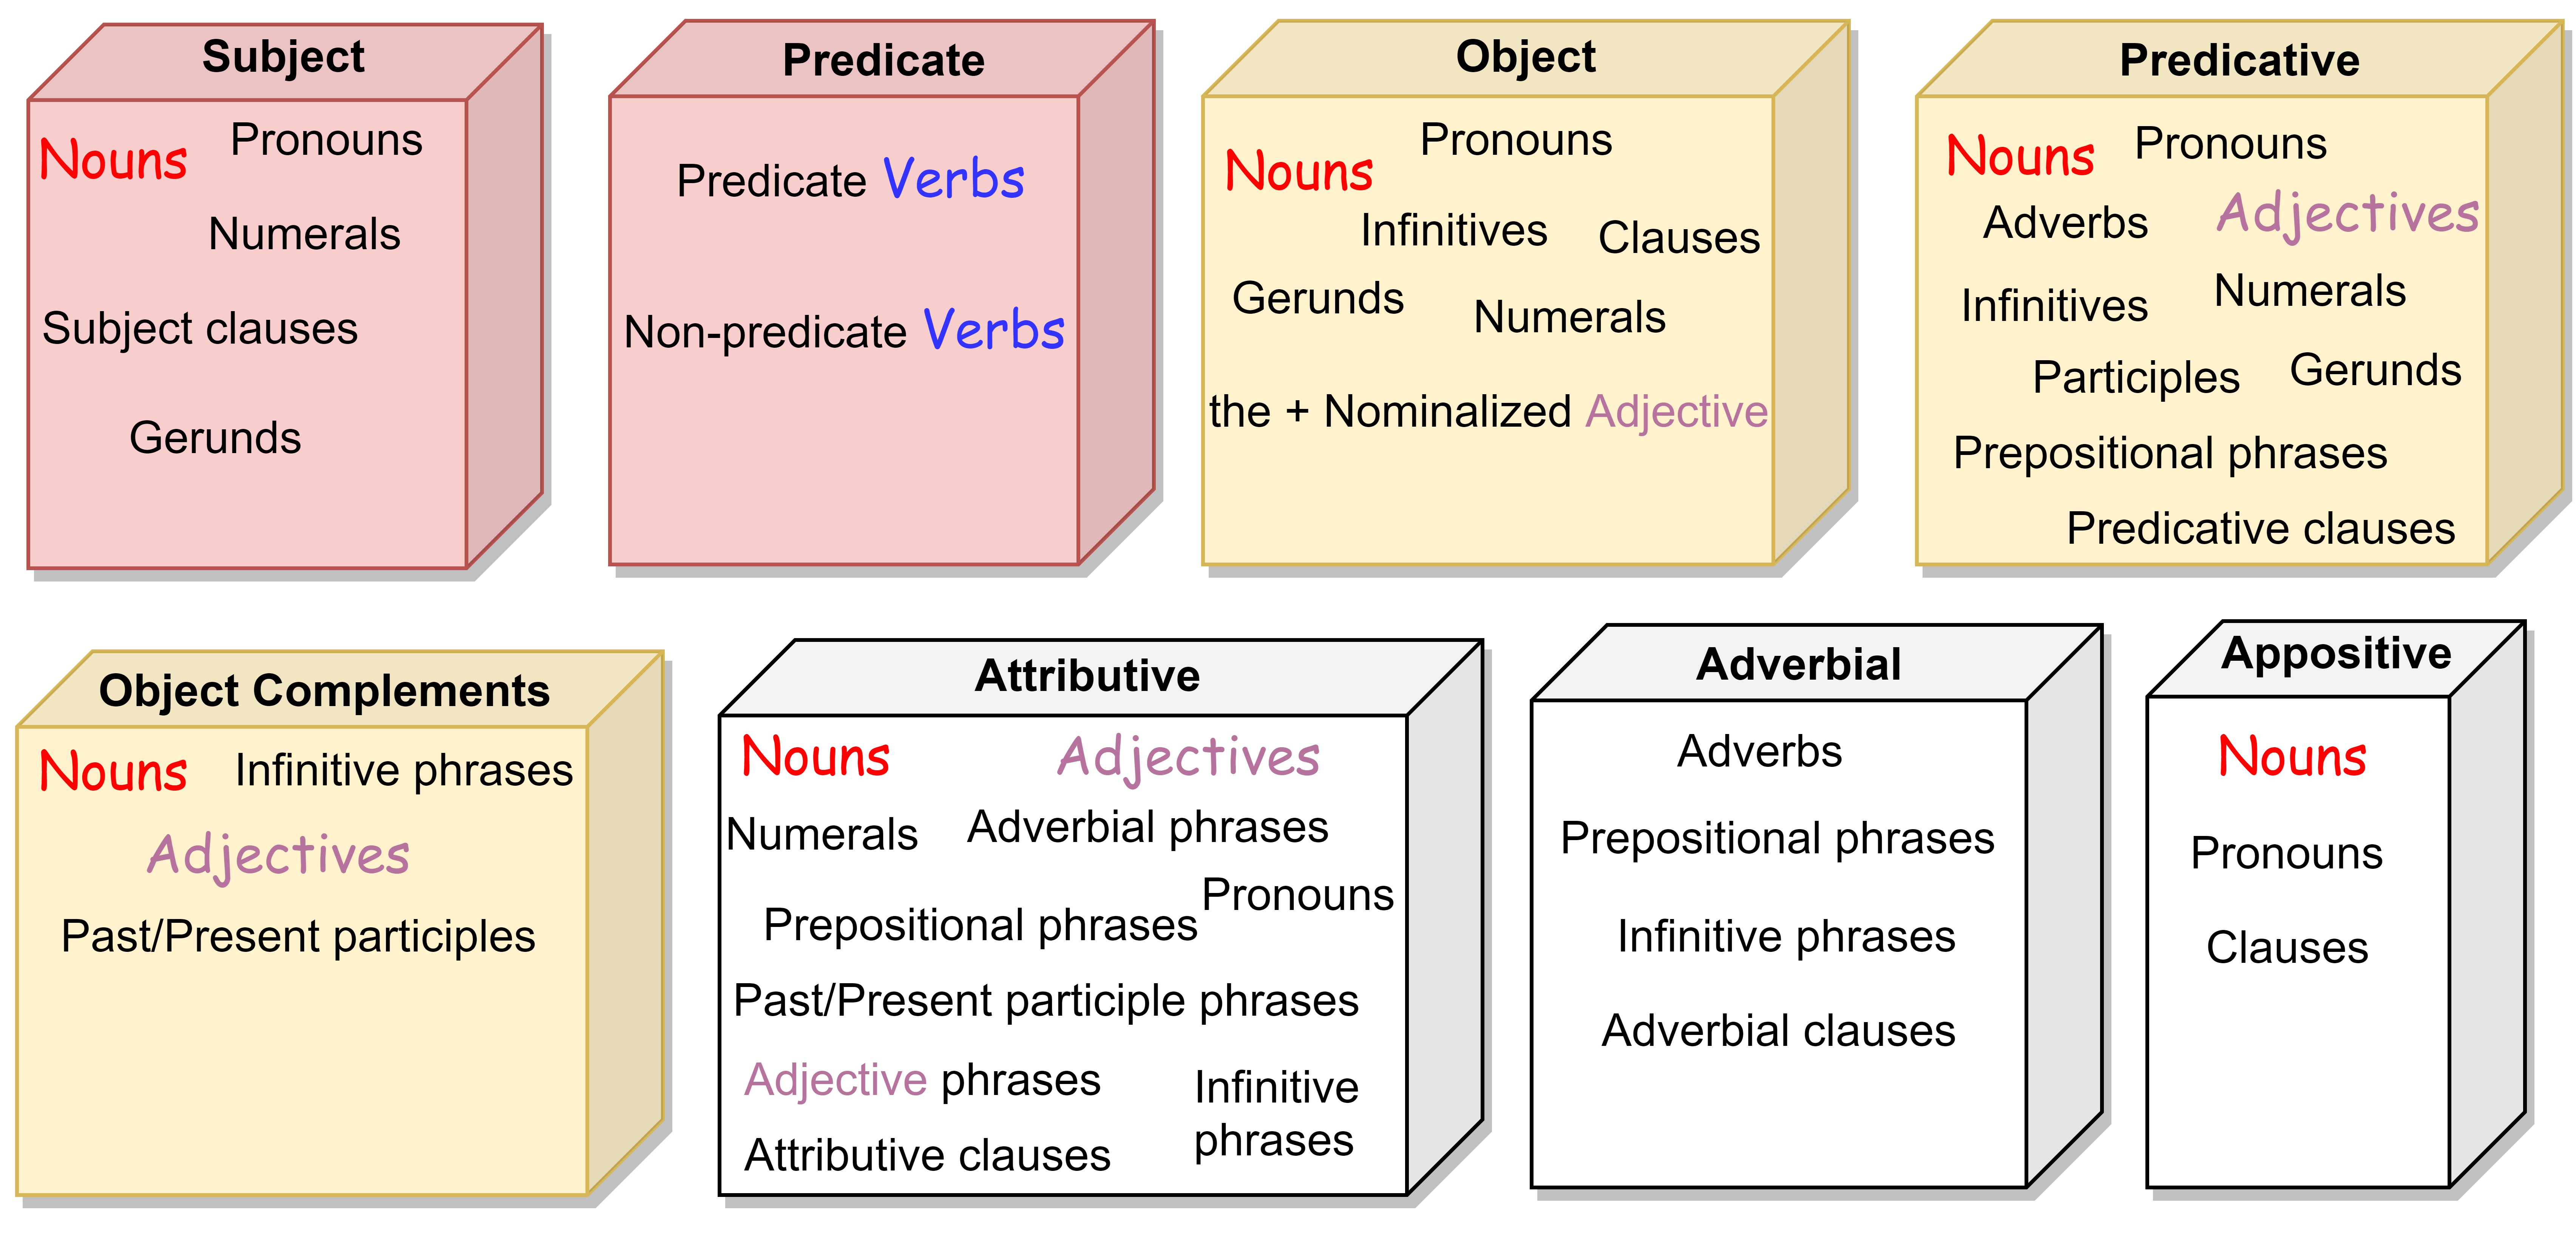 Subject
Nouns
Pronouns
Numerals
Subject clauses
Gerunds
Predicate
Predicate Verbs
Non-predicate Verbs
Object
Pronouns
Nouns
Infinitives
Clauses
Gerunds
Numerals
the + Nominalized Adjective
Predicative
Nouns
Pronouns
Adverbs
Adjectives
Infinitives
Numerals
Participles
Gerunds
Prepositional phrases
Predicative clauses
Object Complements
Nouns
Infinitive phrases
Adjectives
Past/Present participles
Attributive
Nouns
Adjectives
Numerals
Adverbial phrases
Pronouns
Prepositional phrases
Past/Present participle phrases
Adjective phrases
Infinitive
phrases
Attributive clauses
Adverbial
Adverbs
Prepositional phrases
Infinitive phrases
Adverbial clauses
Appositive
Nouns
Pronouns
Clauses